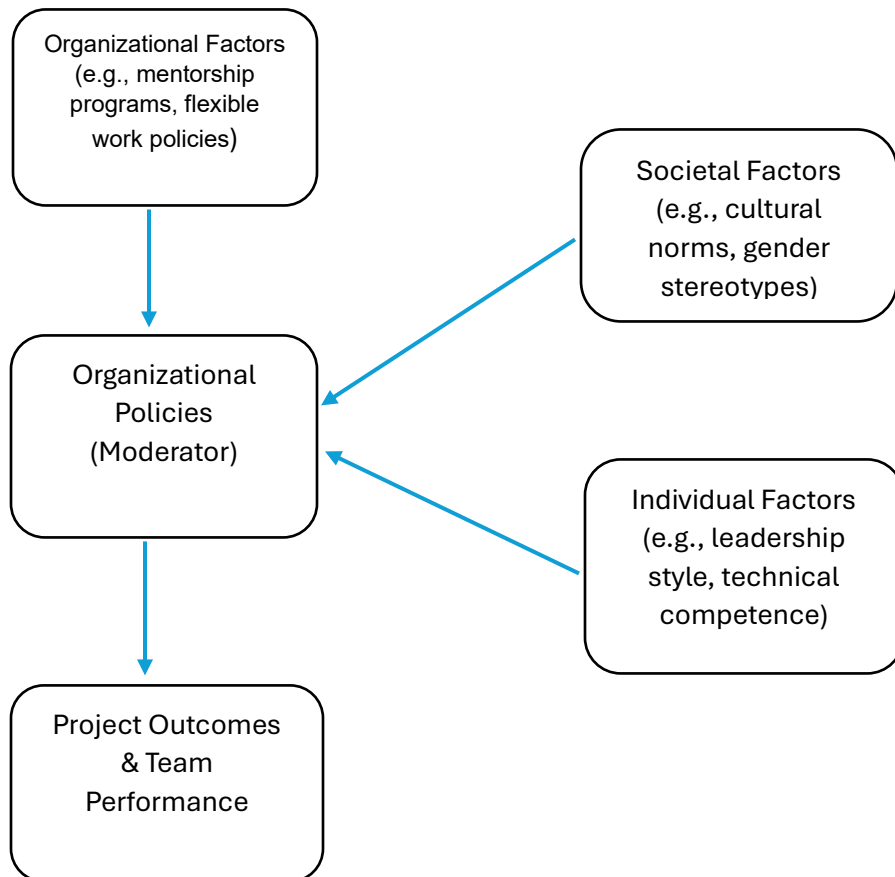 Organizational Factors
(e.g., mentorship
programs, flexible
work policies)
Societal Factors
(e.g., cultural
norms, gender
stereotypes)
Organizational
Policies
(Moderator)
Individual Factors
(e.g., leadership
style, technical
competence)
Project Outcomes
& Team
Performance